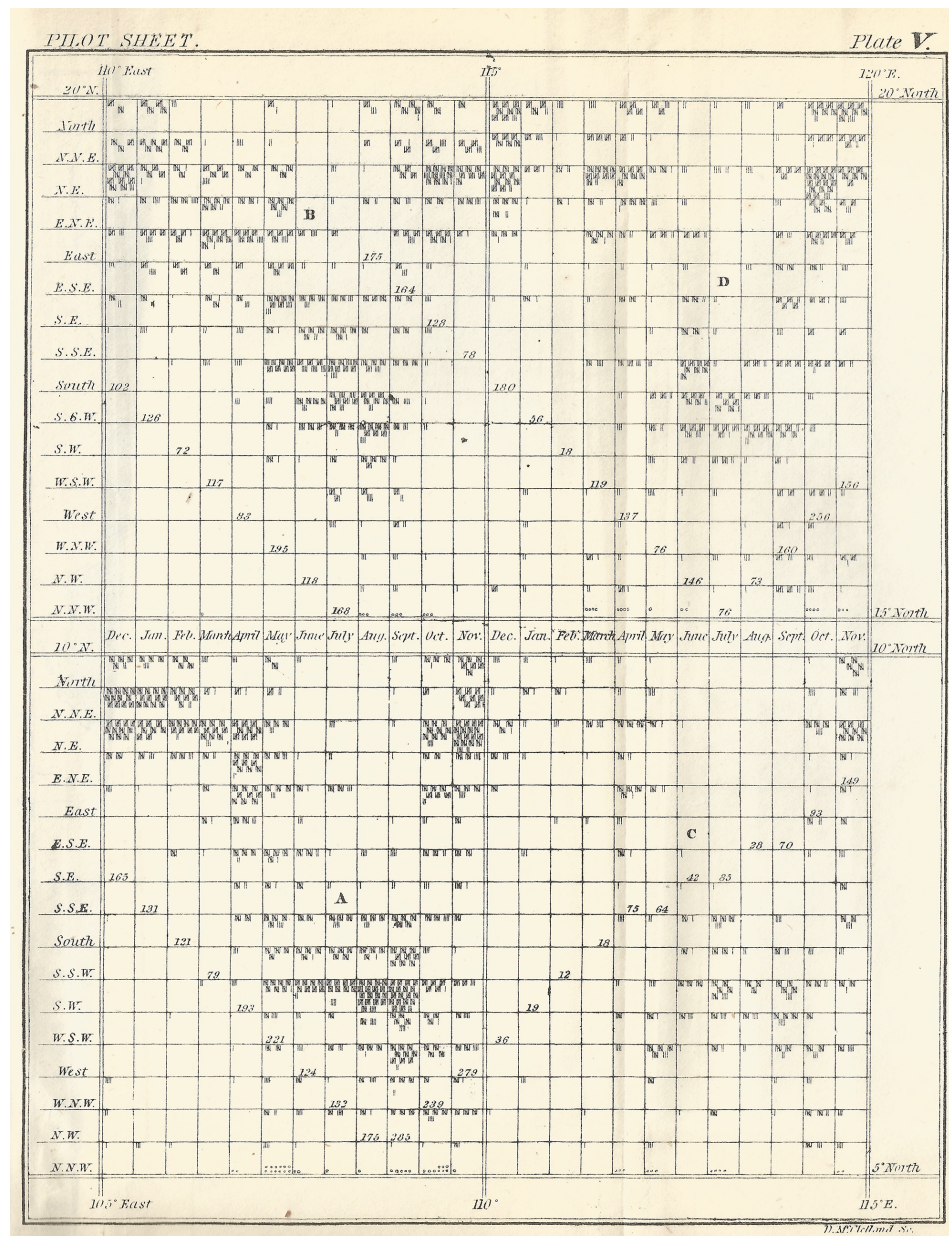 PILOT SHEET. Plate V.
110° East 115° 120° E.
20° N. 20° North
North
N.N.E.
N.E.
E.N.E. B
East 175
E.S.E. 164 D
S.E. 128
S.S.E. 78
South 102 180
S.S.W. 126 56
S.W. 72 18
W.S.W. 117 119 156
West 93 137 256
W.N.W. 195 76 160
N.W. 118 146 73
N.N.W. 168 76 15° North
Dec. Jan. Feb. March April May June July Aug. Sept. Oct. Nov. Dec. Jan. Feb. March April May June July Aug. Sept. Oct. Nov.
10° N. 10° North
North
N.N.E.
N.E.
E.N.E. 149
East 93
E.S.E. C 28 70
S.E. 165 42 85
S.S.E. 131 A 75 64
South 121 18
S.S.W. 79 12
S.W. 193 19
W.S.W. 221 36
West 124 279
W.N.W. 132 239
N.W. 175 285
N.N.W. 5° North
105° East 110° 115° E.
D. McClelland Sc.